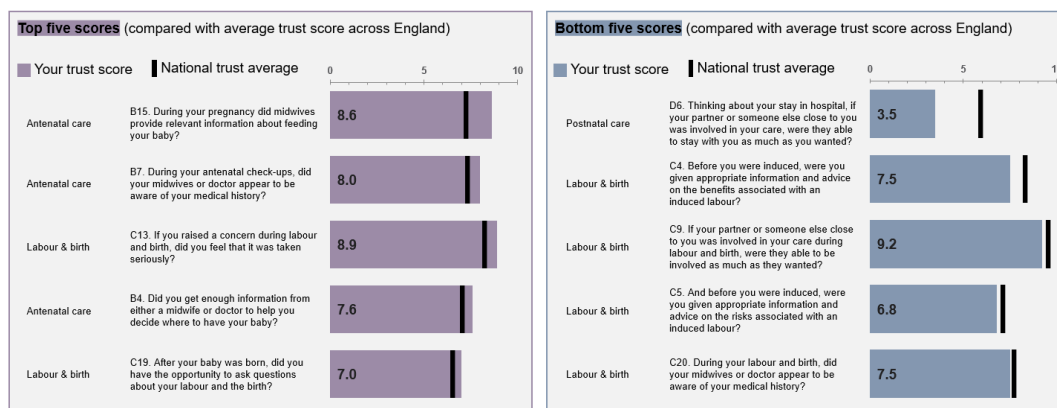 Top five scores (compared with average trust score across England)
Your trust score National trust average
0 5 10
Antenatal care
B15. During your pregnancy did midwives
provide relevant information about feeding
your baby?
8.6
Antenatal care
B7. During your antenatal check-ups, did
your midwives or doctor appear to be
aware of your medical history?
8.0
Labour & birth
C13. If you raised a concern during labour
and birth, did you feel that it was taken
seriously?
8.9
Antenatal care
B4. Did you get enough information from
either a midwife or doctor to help you
decide where to have your baby?
7.6
Labour & birth
C19. After your baby was born, did you
have the opportunity to ask questions
about your labour and the birth?
7.0
Bottom five scores (compared with average trust score across England)
Your trust score National trust average
0 5
Postnatal care
D6. Thinking about your stay in hospital, if
your partner or someone else close to
you was involved in your care, were they able
to stay with you as much as you wanted?
3.5
Labour & birth
C4. Before you were induced, were you
given appropriate information and advice
on the benefits associated with an
induced labour?
7.5
Labour & birth
C9. If your partner or someone else close
to you was involved in your care during
labour and birth, were they able to be
involved as much as they wanted?
9.2
Labour & birth
C5. And before you were induced, were
you given appropriate information and
advice on the risks associated with an
induced labour?
6.8
Labour & birth
C20. During your labour and birth, did
your midwives or doctor appear to be
aware of your medical history?
7.5